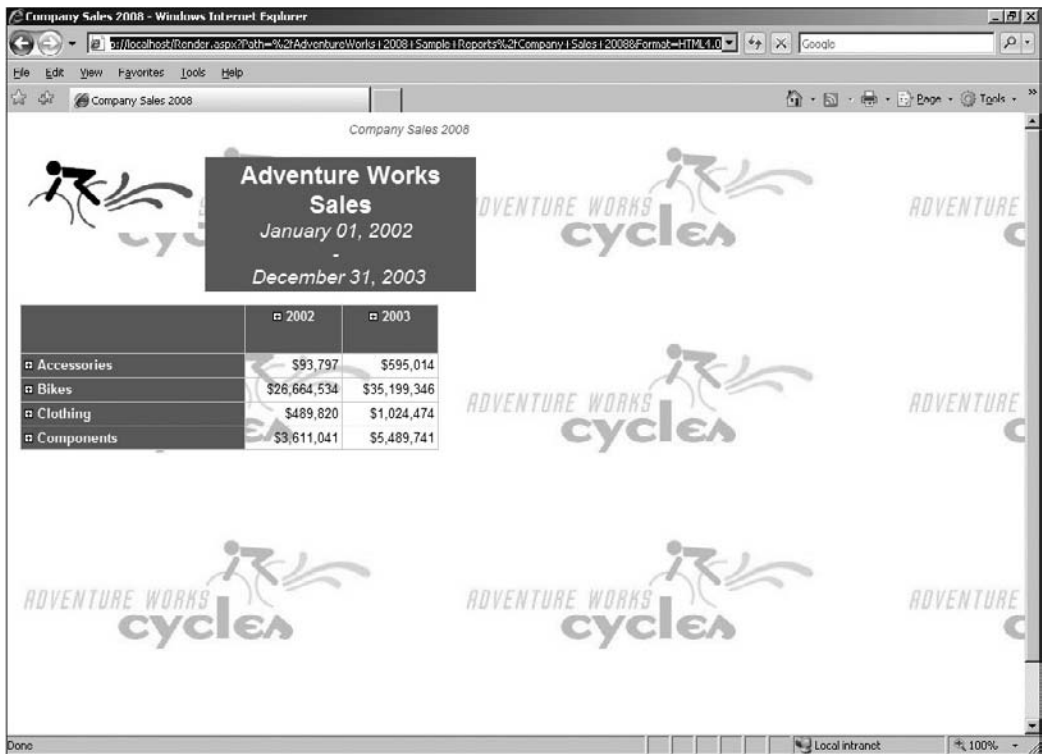 Company Sales 2008 - Windows Internet Explorer
p://localhost/Render.aspx?Path=%2fAdventureWorks+2008+Sample+Reports%2fCompany+Sales+2008&Format=HTML4.0
Google
File Edit View Favorites Tools Help
Company Sales 2008
Page Tools
Company Sales 2008
Adventure Works
Sales
January 01, 2002
-
December 31, 2003
ADVENTURE WORKS
cycles
ADVENTURE
2002 2003
Accessories $93,797 $595,014
Bikes $26,664,534 $35,199,346
Clothing $489,820 $1,024,474
Components $3,611,041 $5,489,741
ADVENTURE WORKS
cycles
ADVENTURE
ADVENTURE WORKS
cycles
ADVENTURE WORKS
cycles
ADVENTURE
Done
Local intranet
100%